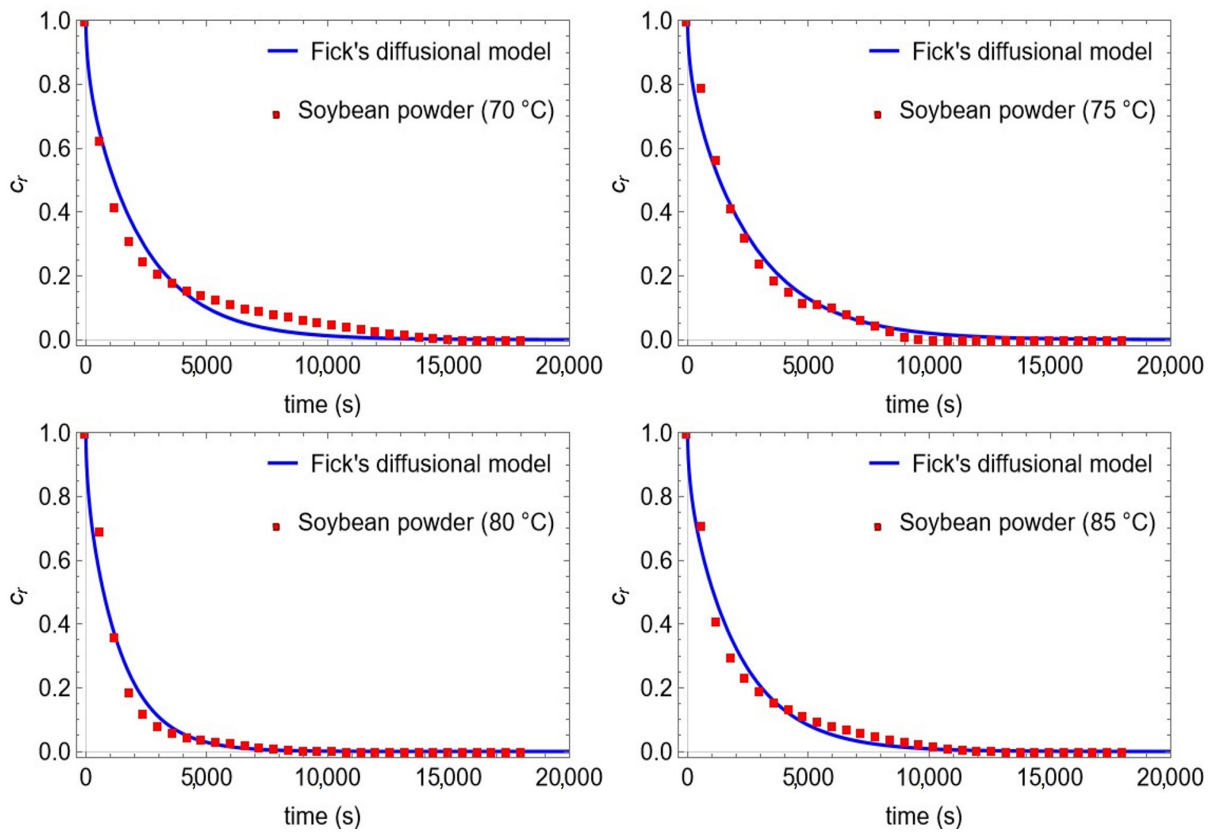 1.0
0.8
0.6
0.4
0.2
0.0
c_r
Fick's diffusional model
Soybean powder (70 °C)
0
5,000
10,000
15,000
20,000
time (s)
1.0
0.8
0.6
0.4
0.2
0.0
c_r
Fick's diffusional model
Soybean powder (75 °C)
0
5,000
10,000
15,000
20,000
time (s)
1.0
0.8
0.6
0.4
0.2
0.0
c_r
Fick's diffusional model
Soybean powder (80 °C)
0
5,000
10,000
15,000
20,000
time (s)
1.0
0.8
0.6
0.4
0.2
0.0
c_r
Fick's diffusional model
Soybean powder (85 °C)
0
5,000
10,000
15,000
20,000
time (s)